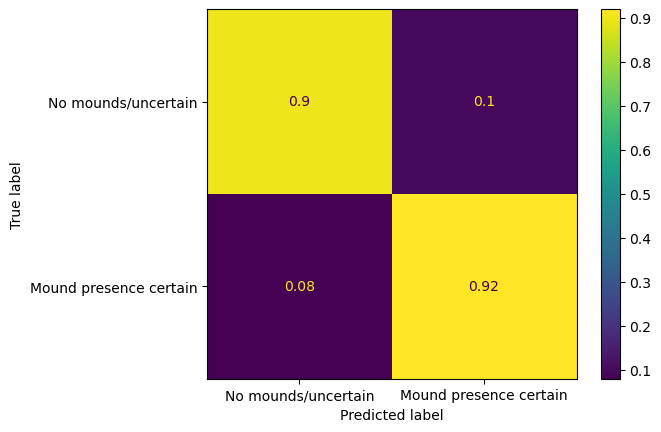 No mounds/uncertain
Mound presence certain
True label
0.9
0.1
0.08
0.92
No mounds/uncertain
Mound presence certain
Predicted label
0.9
0.8
0.7
0.6
0.5
0.4
0.3
0.2
0.1